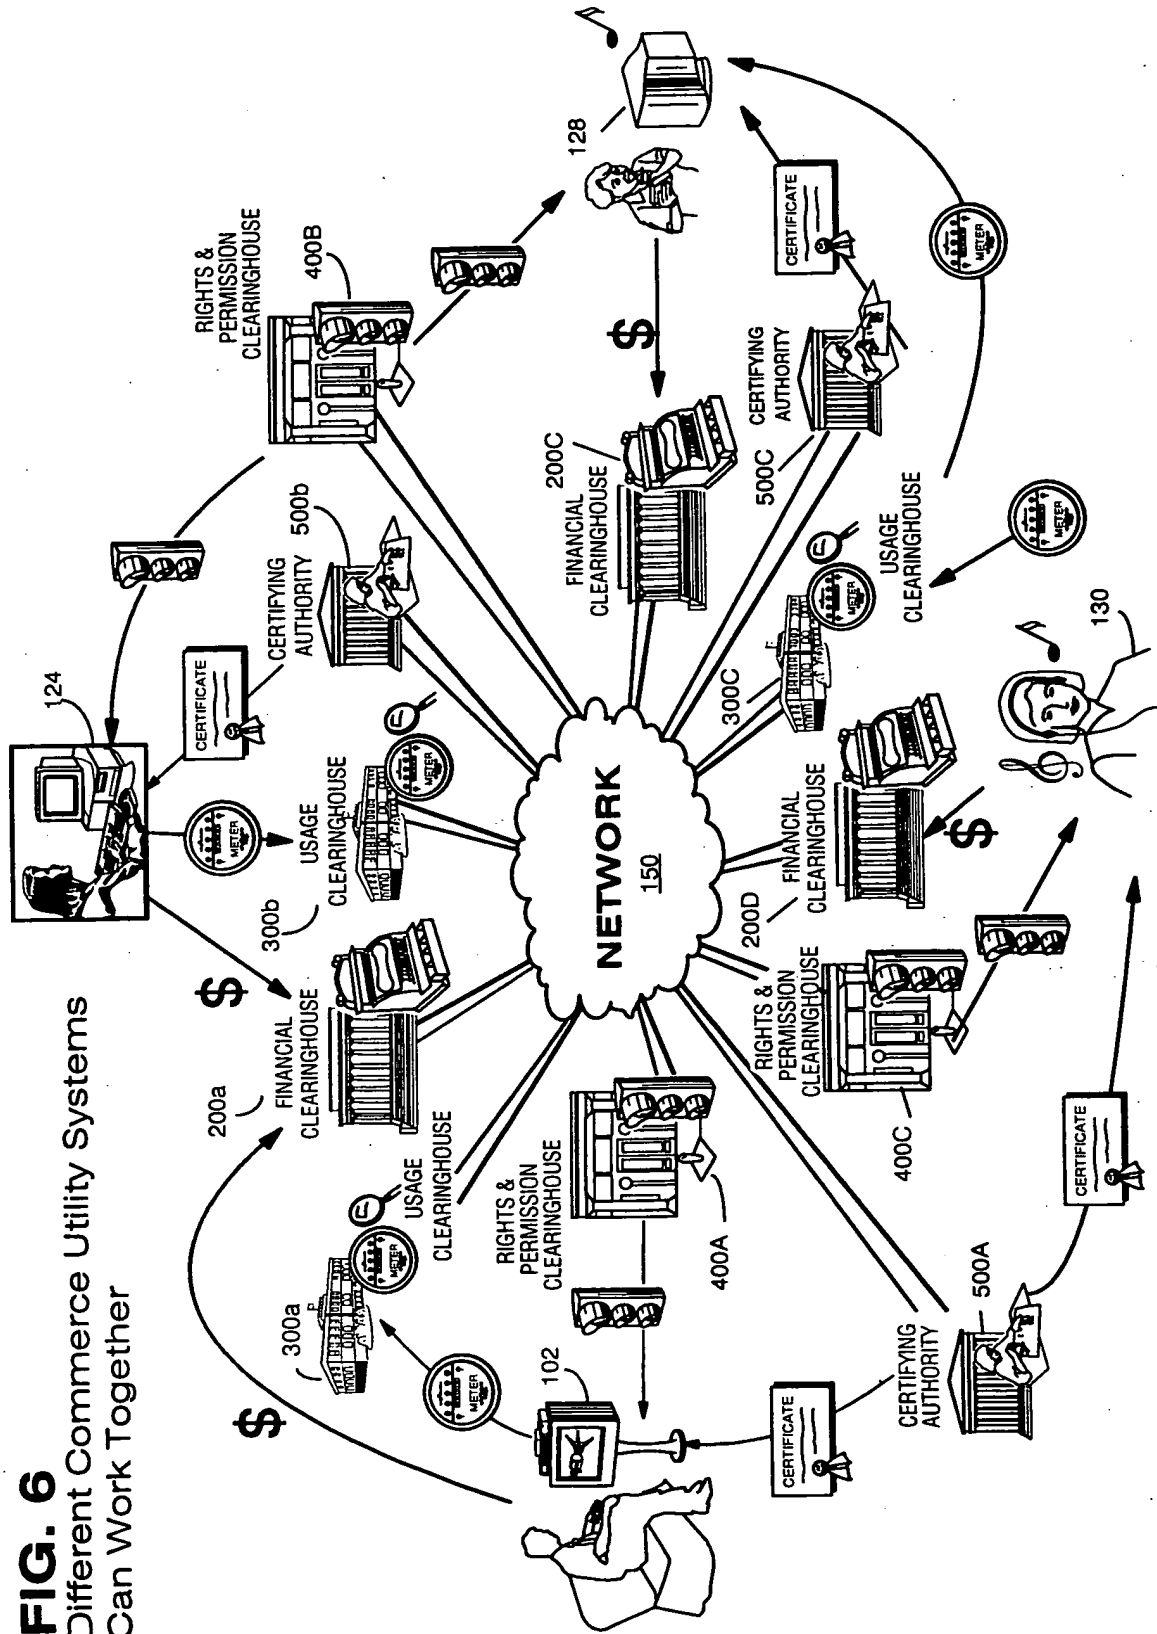 FIG. 6
Different Commerce Utility Systems
Can Work Together
124
CERTIFICATE
METER
$
200a
FINANCIAL
CLEARINGHOUSE
300b
USAGE
CLEARINGHOUSE
METER
CERTIFYING
AUTHORITY
500b
RIGHTS &
PERMISSION
CLEARINGHOUSE
400B
$
300a
METER
METER
USAGE
CLEARINGHOUSE
102
RIGHTS &
PERMISSION
CLEARINGHOUSE
400A
NETWORK
150
FINANCIAL
CLEARINGHOUSE
200C
$
128
CERTIFICATE
CERTIFYING
AUTHORITY
500A
RIGHTS &
PERMISSION
CLEARINGHOUSE
400C
200D
FINANCIAL
CLEARINGHOUSE
300C
METER
USAGE
CLEARINGHOUSE
500C
CERTIFYING
AUTHORITY
CERTIFICATE
METER
$
METER
CERTIFICATE
130